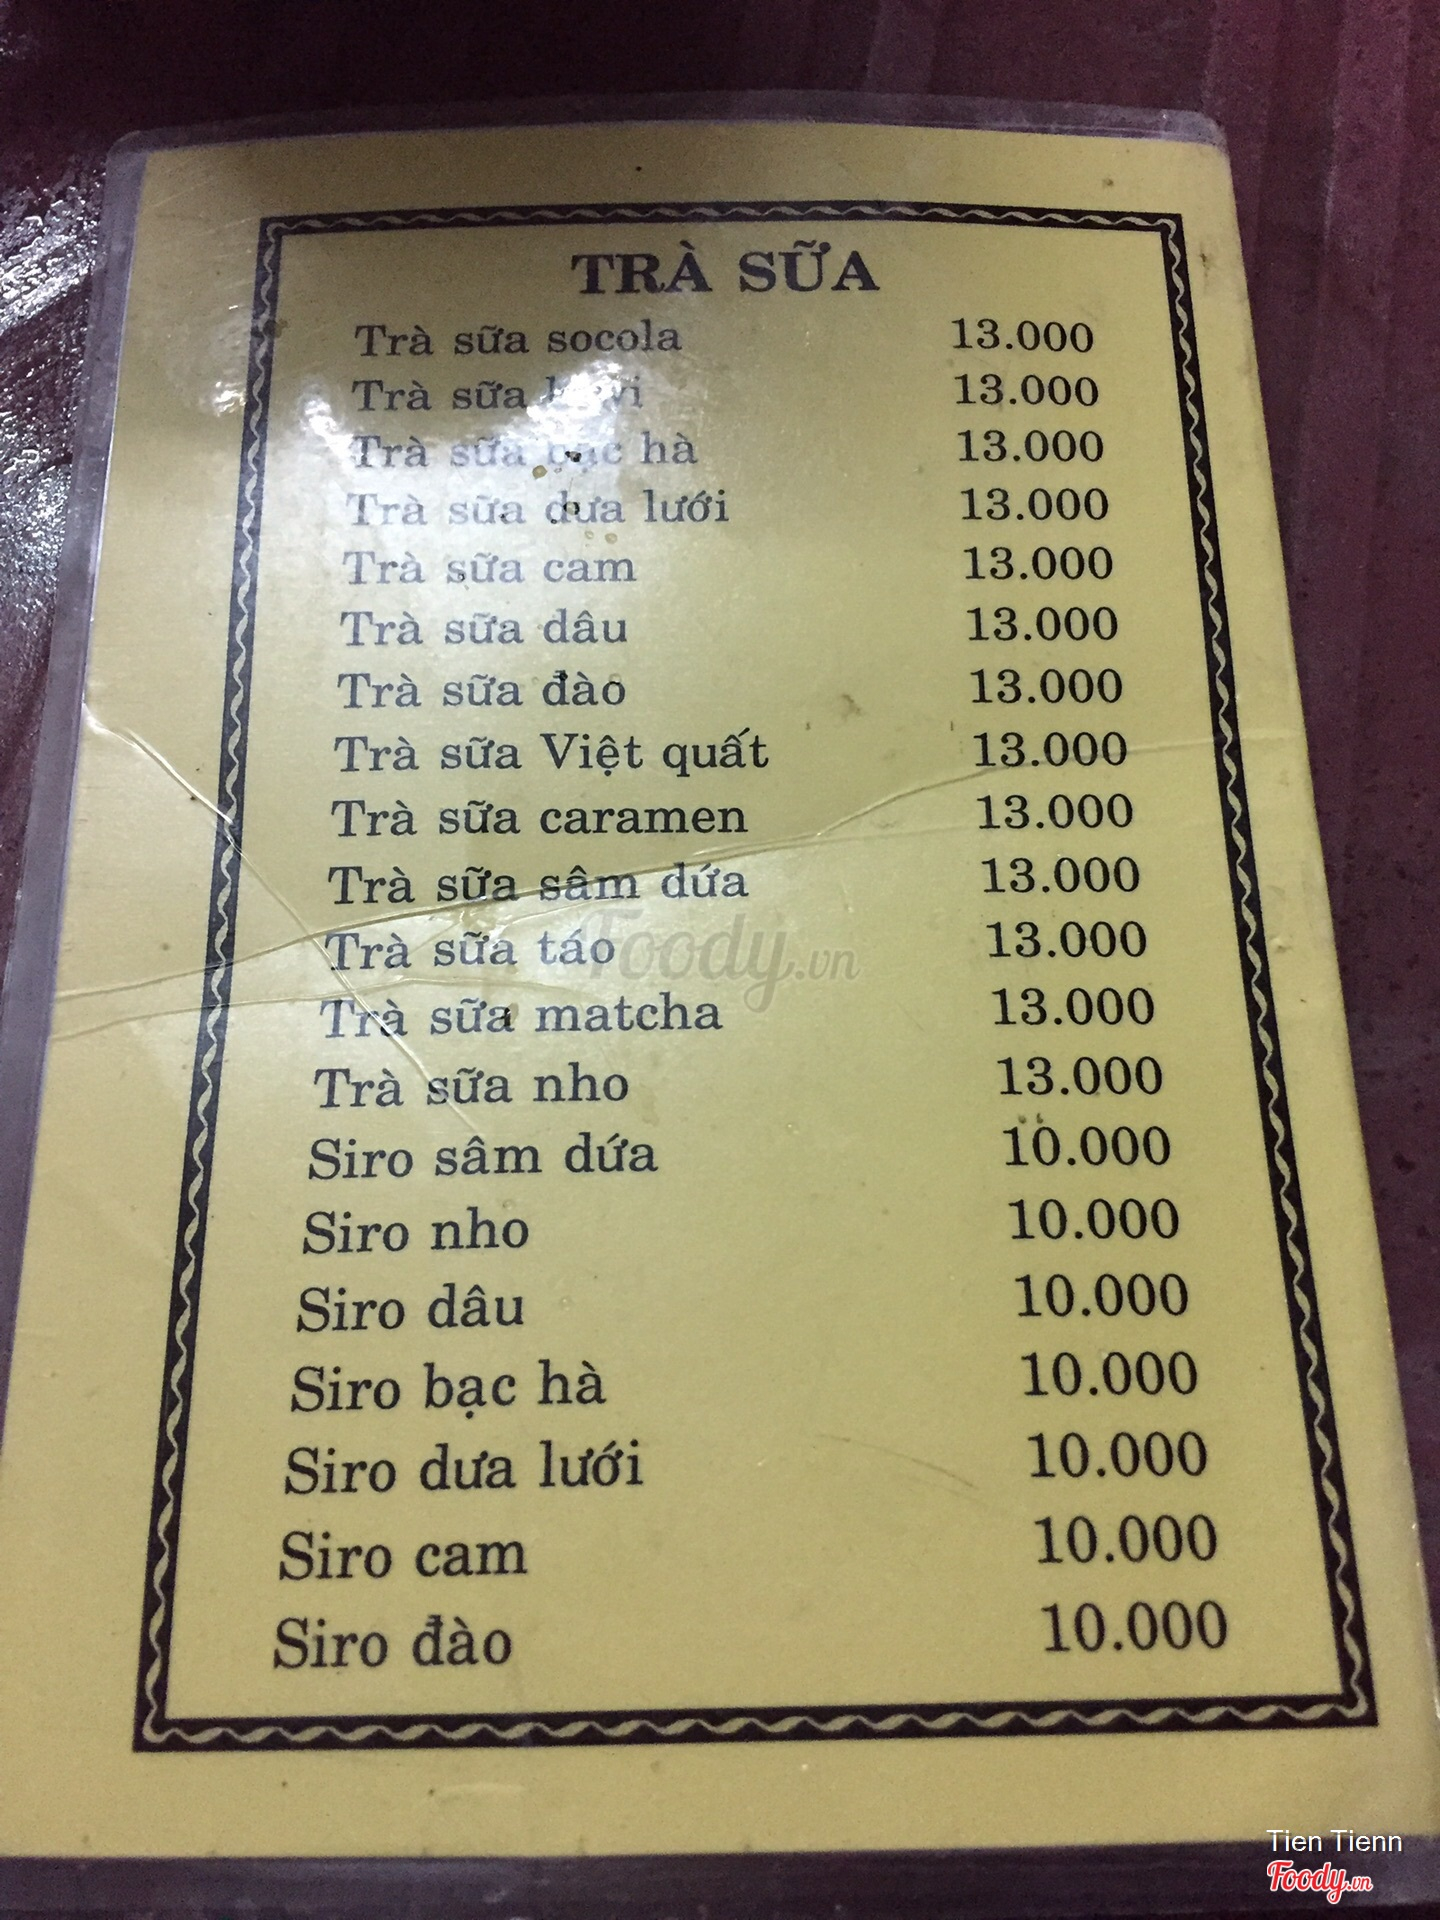 TRÀ SỮA
Trà sữa socola 13.000
Trà sữa 13.000
Trà sữa bạc hà 13.000
Trà sữa dưa lưới 13.000
Trà sữa cam 13.000
Trà sữa dâu 13.000
Trà sữa đào 13.000
Trà sữa Việt quất 13.000
Trà sữa caramen 13.000
Trà sữa sâm dứa 13.000
Trà sữa táo 13.000
Foody.vn
Trà sữa matcha 13.000
Trà sữa nho 13.000
Siro sâm dứa 10.000
Siro nho 10.000
Siro dâu 10.000
Siro bạc hà 10.000
Siro dưa lưới 10.000
Siro cam 10.000
Siro đào 10.000
Tien Tienn
Foody.vn